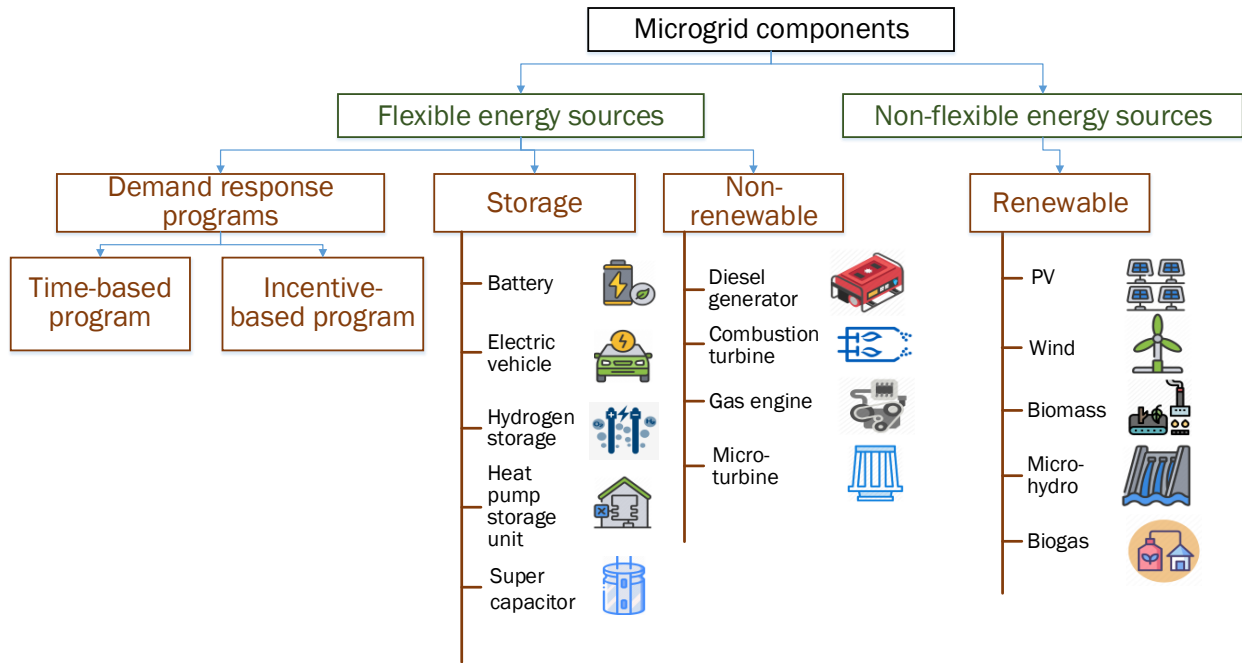 Microgrid components
Flexible energy sources
Non-flexible energy sources
Demand response
programs
Storage
Non-
renewable
Renewable
Time-based
program
Incentive-
based program
Battery
Electric
vehicle
Hydrogen
storage
Heat
pump
storage
unit
Super
capacitor
Diesel
generator
Combustion
turbine
Gas engine
Micro-
turbine
PV
Wind
Biomass
Micro-
hydro
Biogas